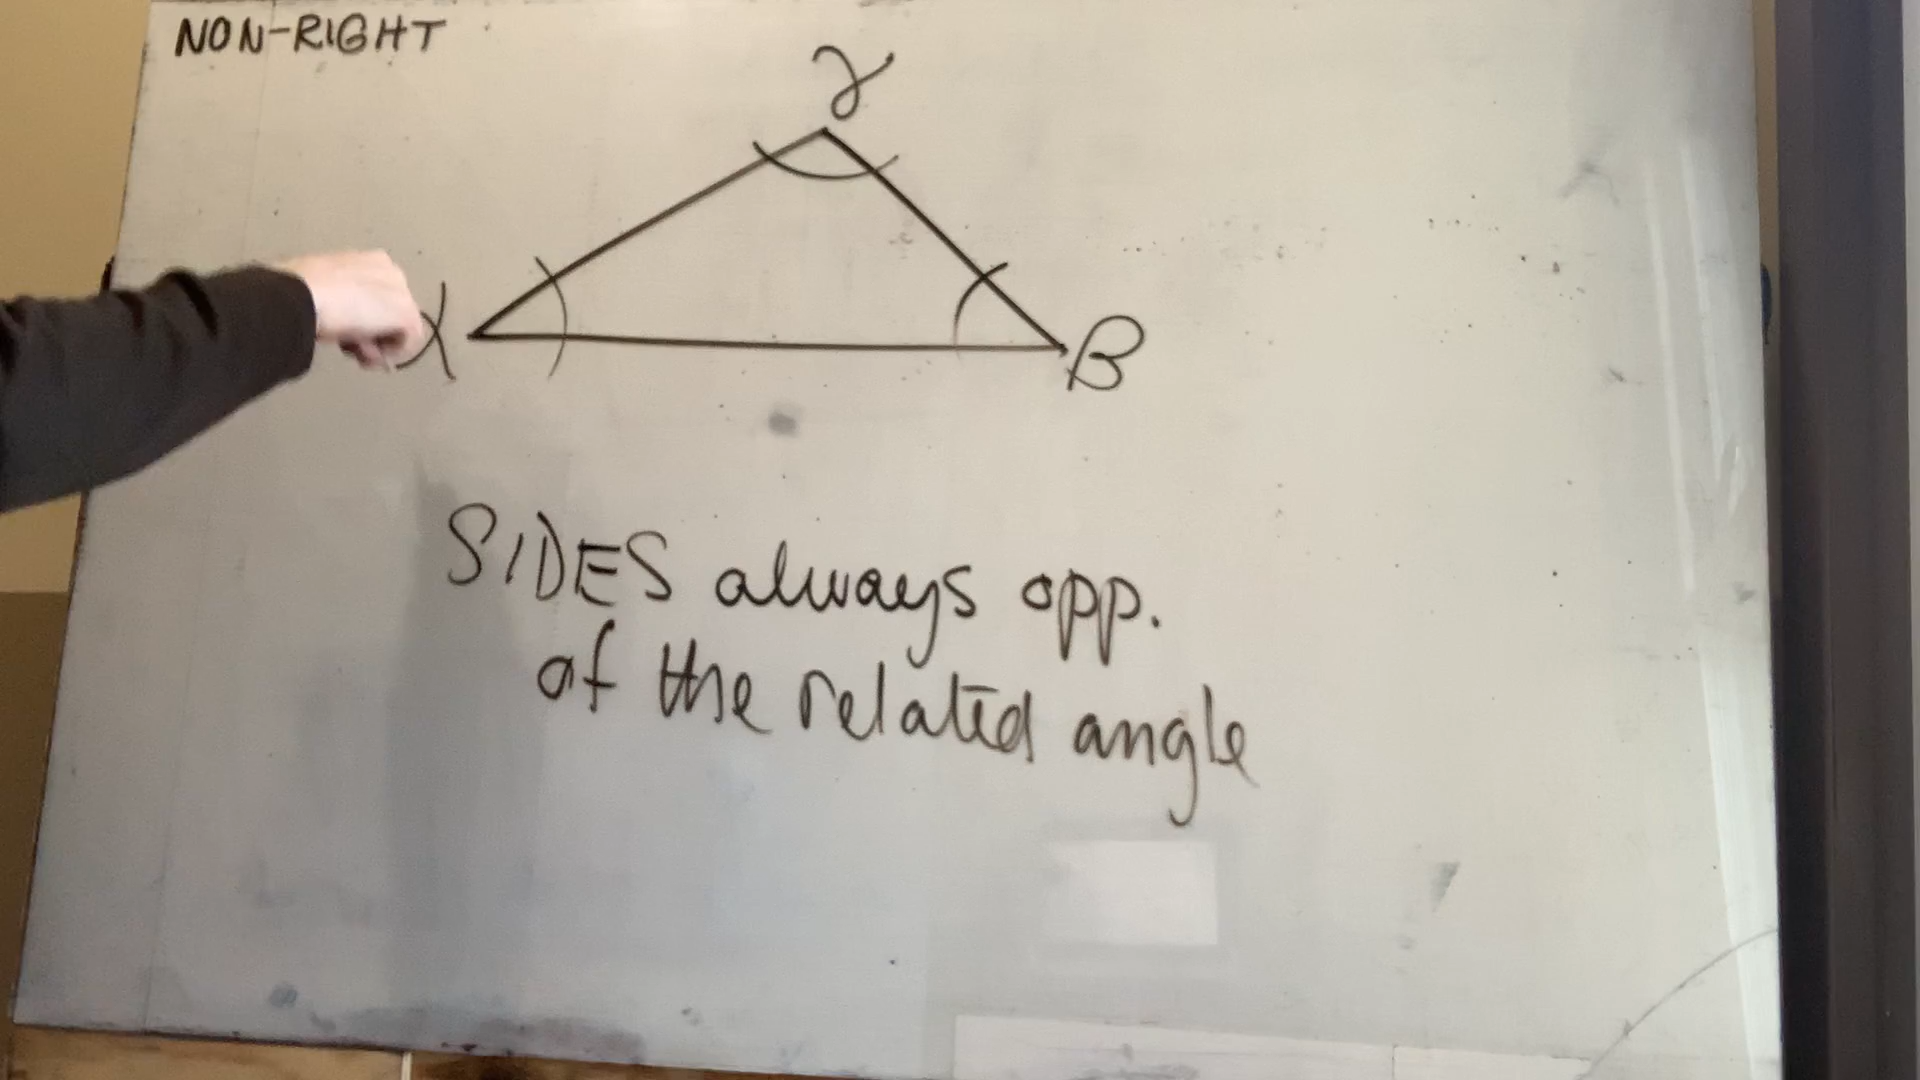 NON-RIGHT
γ
α
β
SIDES always opp.
of the related angle